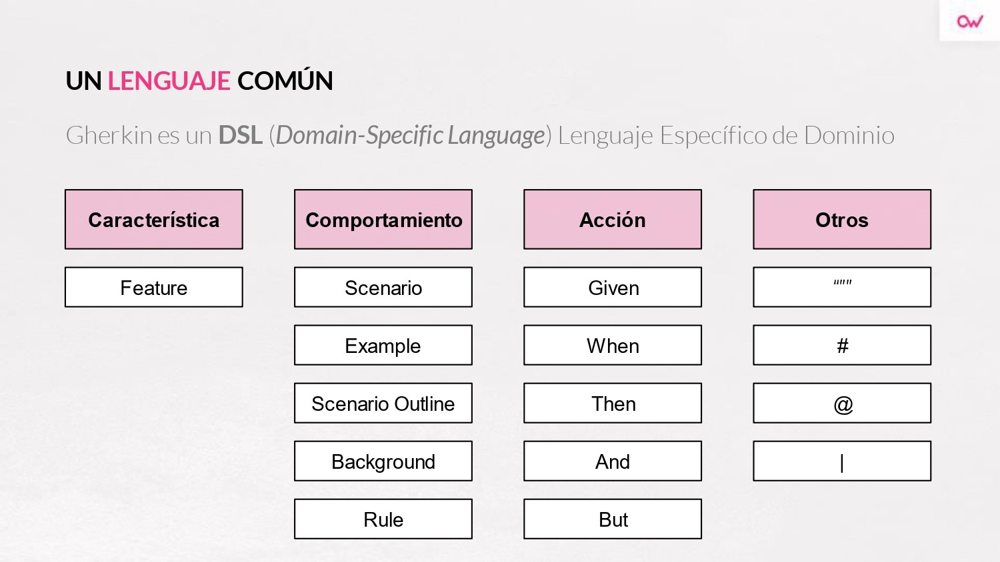 OW
UN LENGUAJE COMÚN
Gherkin es un DSL (Domain-Specific Language) Lenguaje Específico de Dominio
Característica
Feature
Comportamiento
Scenario
Example
Scenario Outline
Background
Rule
Acción
Given
When
Then
And
But
Otros
“””
#
@
|